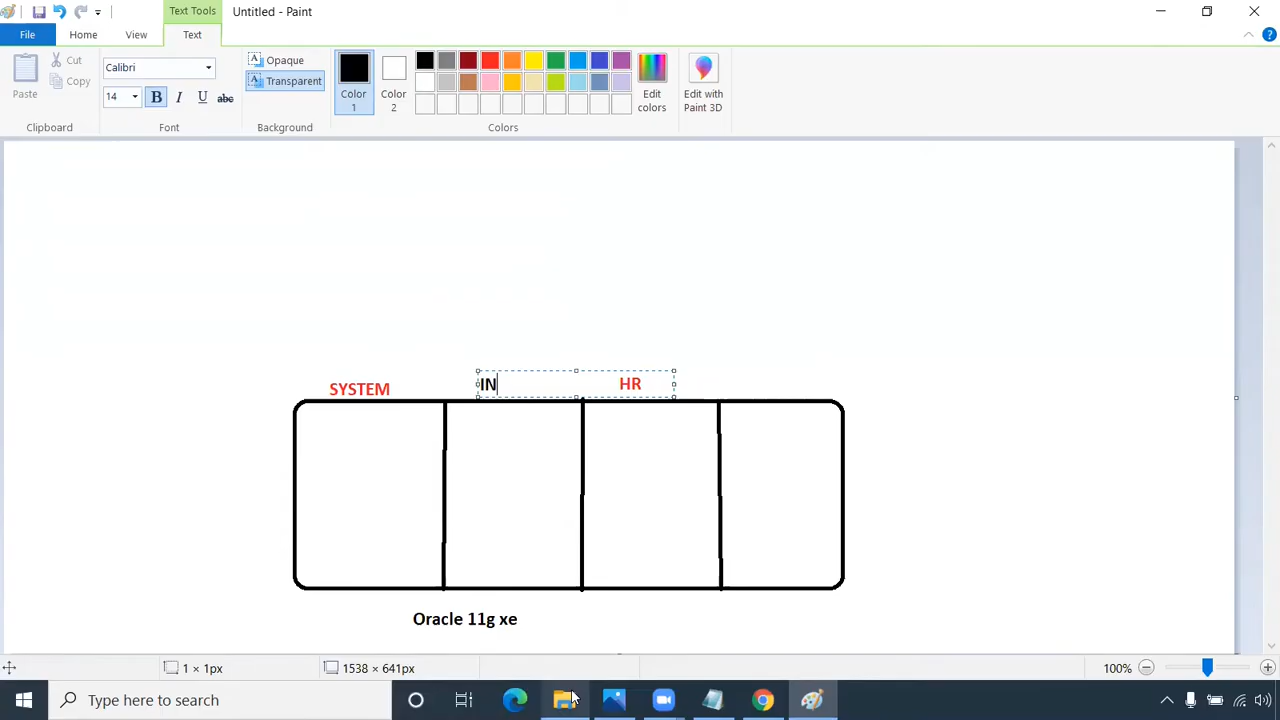 Text Tools
Untitled - Paint
File
Home
View
Text
Paste
Cut
Copy
Clipboard
Calibri
14
B I U abc
Font
Opaque
Transparent
Background
Color 1
Color 2
Edit colors
Colors
Edit with Paint 3D
SYSTEM
IN
HR
Oracle 11g xe
1 × 1px
1538 × 641px
100%
Type here to search